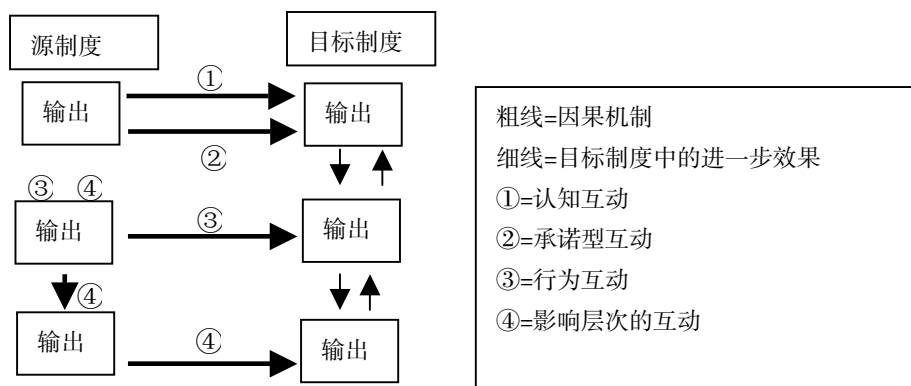 源制度
目标制度
①
输出
输出
②
③ ④
输出
③
输出
④
输出
④
输出
粗线=因果机制
细线=目标制度中的进一步效果
①=认知互动
②=承诺型互动
③=行为互动
④=影响层次的互动